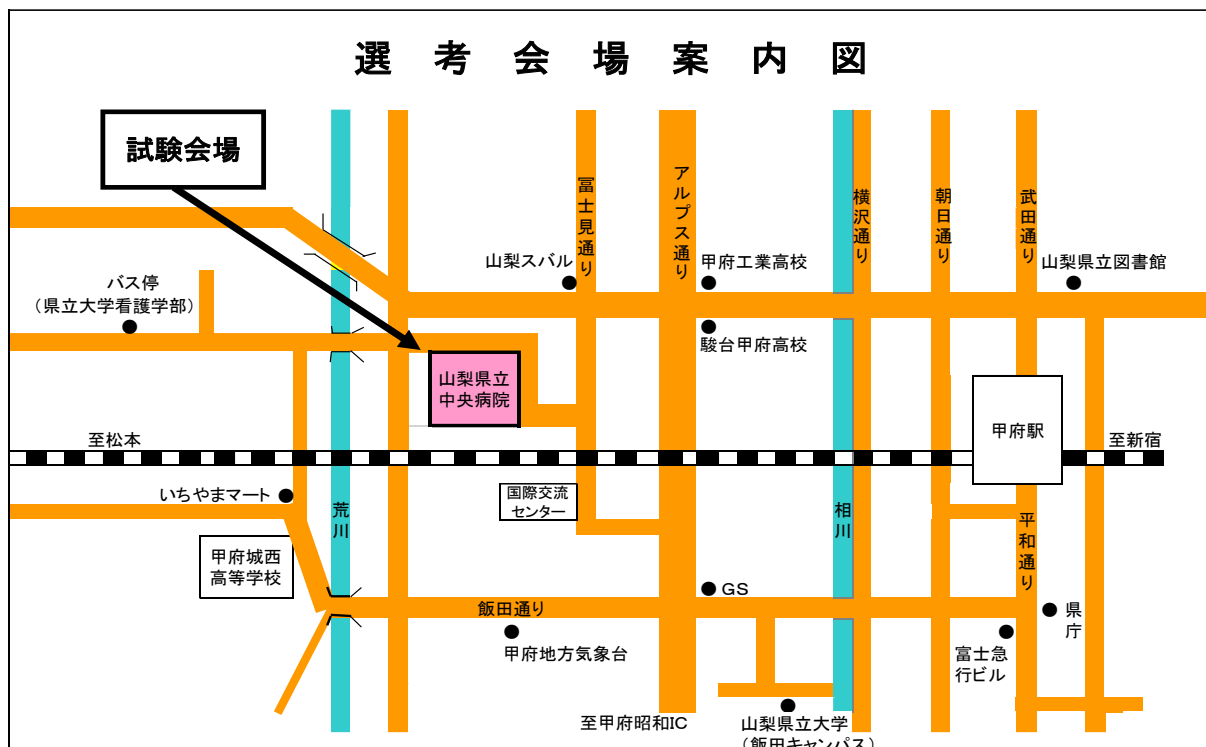 選考会場案内図
試験会場
冨士見通り
アルプス通り
横沢通り
朝日通り
武田通り
山梨スバル
甲府工業高校
山梨県立図書館
バス停
（県立大学看護学部）
駿台甲府高校
山梨県立
中央病院
甲府駅
至松本
至新宿
いちやまマート
国際交流
センター
荒川
相川
平和通り
甲府城西
高等学校
GS
飯田通り
県庁
甲府地方気象台
富士急
行ビル
至甲府昭和IC
山梨県立大学
（飯田キャンパス）